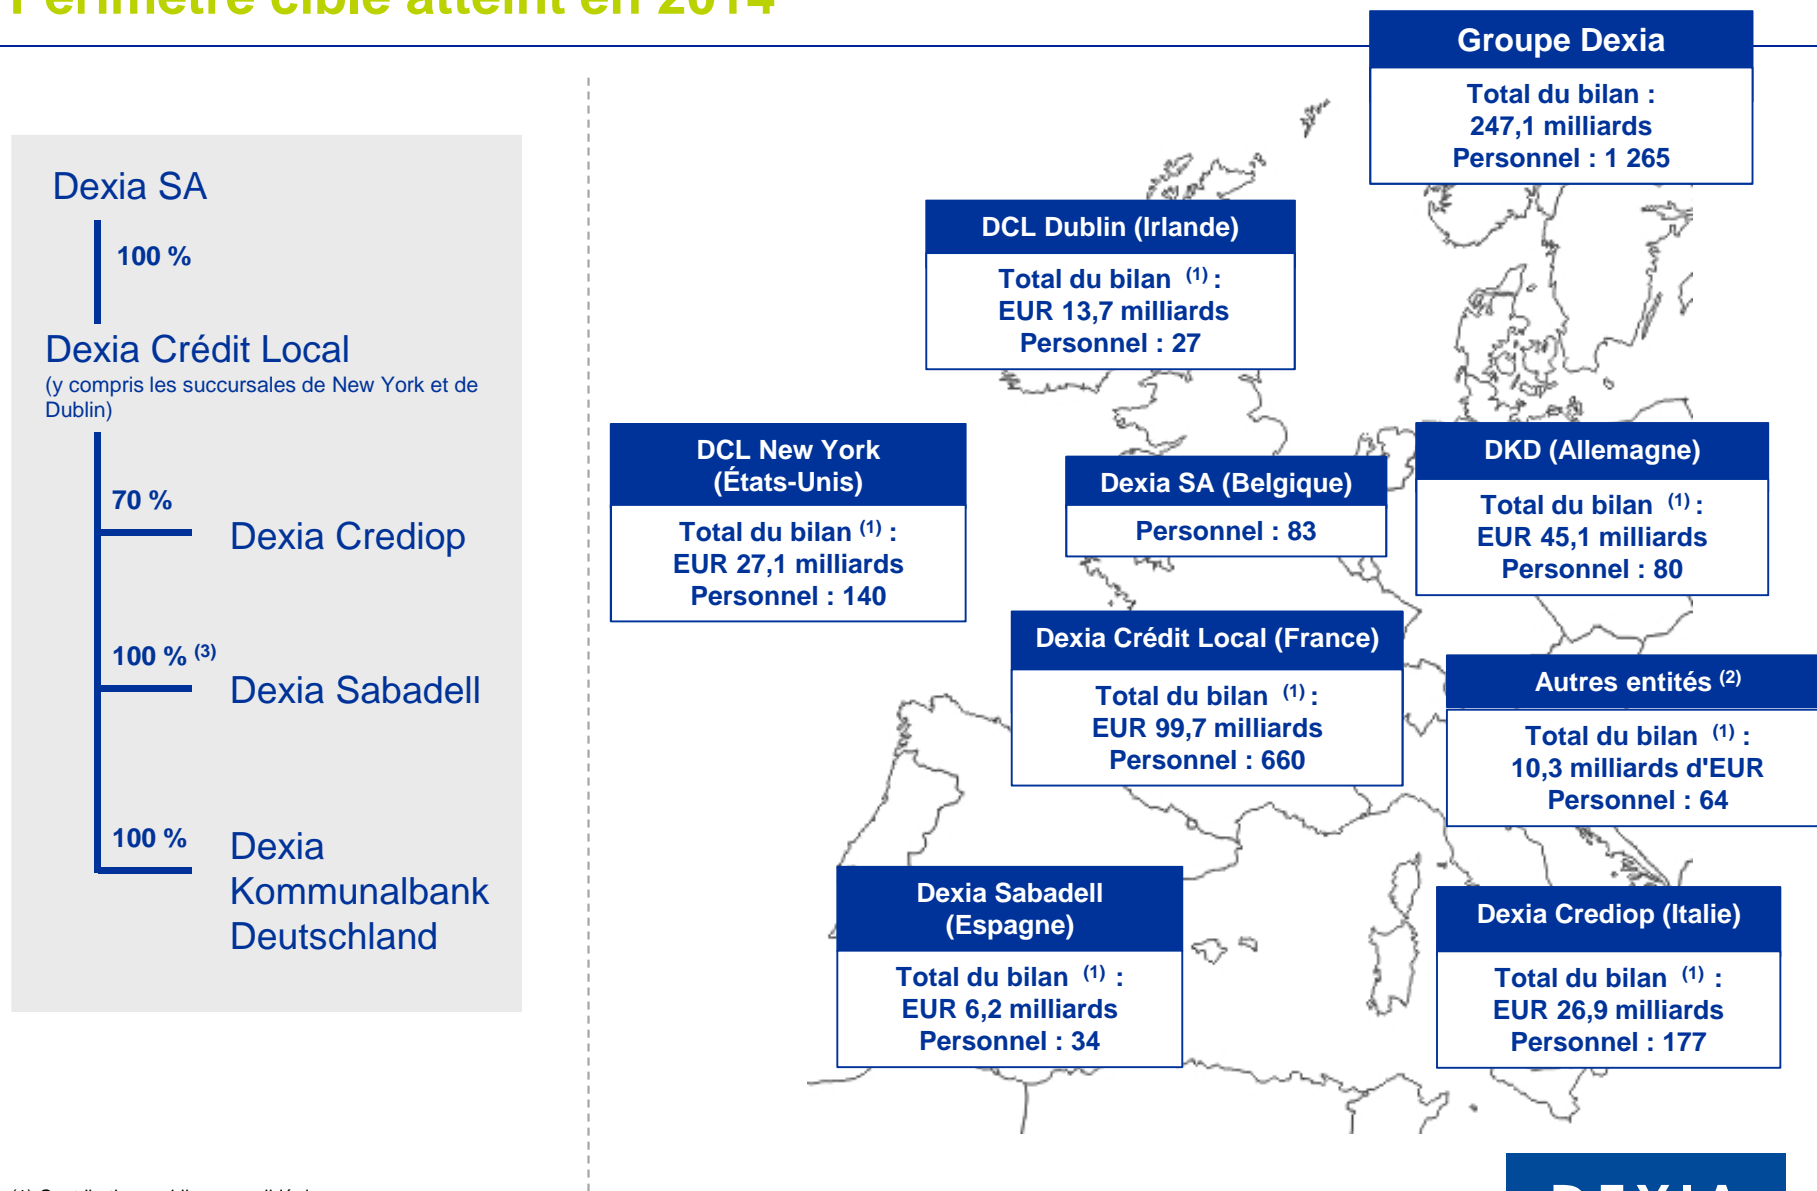 Périmètre cible atteint en 2014
Dexia SA
100 %
Dexia Crédit Local
(y compris les succursales de New York et de
Dublin)
70 %
Dexia Crediop
100 % (3)
Dexia Sabadell
100 %
Dexia
Kommunalbank
Deutschland
Groupe Dexia
Total du bilan :
247,1 milliards
Personnel : 1 265
DCL Dublin (Irlande)
Total du bilan (1) :
EUR 13,7 milliards
Personnel : 27
DCL New York
(États-Unis)
Total du bilan (1) :
EUR 27,1 milliards
Personnel : 140
Dexia SA (Belgique)
Personnel : 83
DKD (Allemagne)
Total du bilan (1) :
EUR 45,1 milliards
Personnel : 80
Dexia Crédit Local (France)
Total du bilan (1) :
EUR 99,7 milliards
Personnel : 660
Autres entités (2)
Total du bilan (1) :
10,3 milliards d'EUR
Personnel : 64
Dexia Sabadell
(Espagne)
Total du bilan (1) :
EUR 6,2 milliards
Personnel : 34
Dexia Crediop (Italie)
Total du bilan (1) :
EUR 26,9 milliards
Personnel : 177
DEXIA